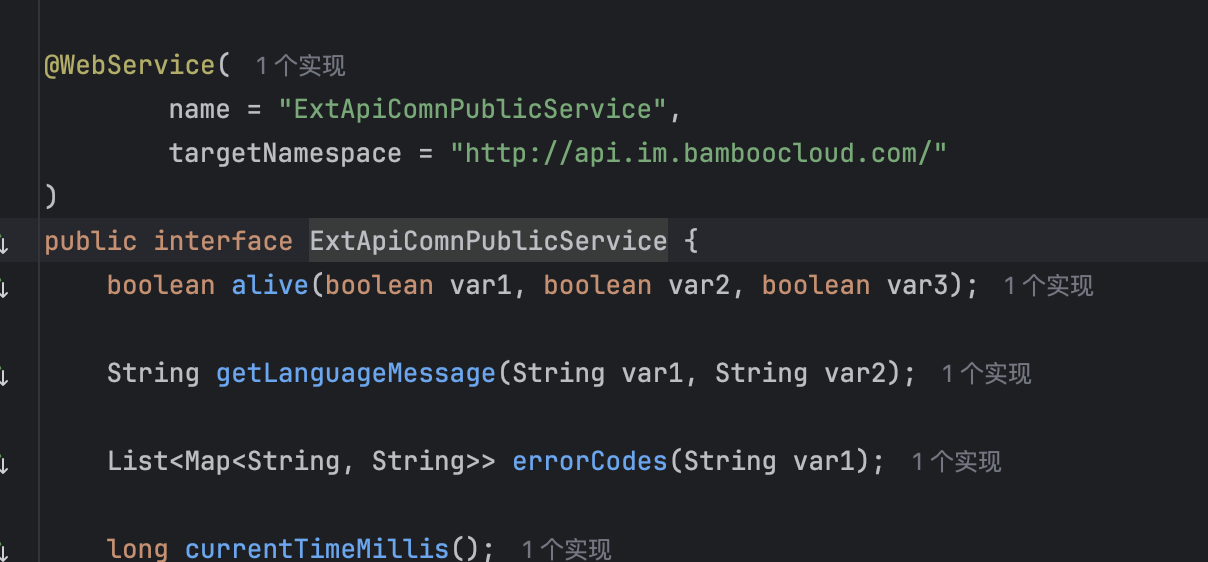 @WebService( 1个实现
name = "ExtApiComnPublicService",
targetNamespace = "http://api.im.bamboocloud.com/"
)
public interface ExtApiComnPublicService {
boolean alive(boolean var1, boolean var2, boolean var3); 1个实现
String getLanguageMessage(String var1, String var2); 1个实现
List<Map<String, String>> errorCodes(String var1); 1个实现
long currentTimeMillis(); 1个实现